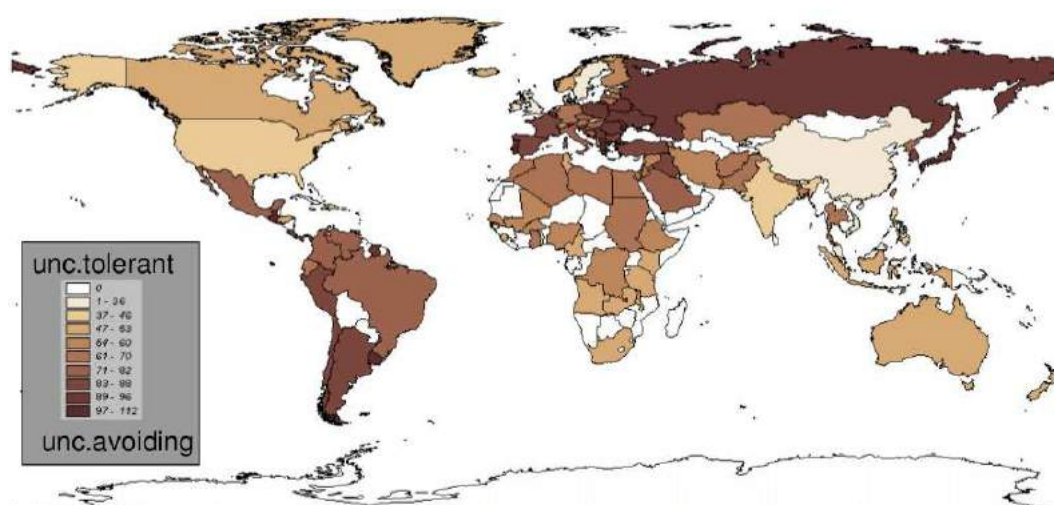 unc.tolerant
0
1 - 36
37 - 46
47 - 53
54 - 60
61 - 70
71 - 82
83 - 88
89 - 96
97 - 112
unc.avoiding